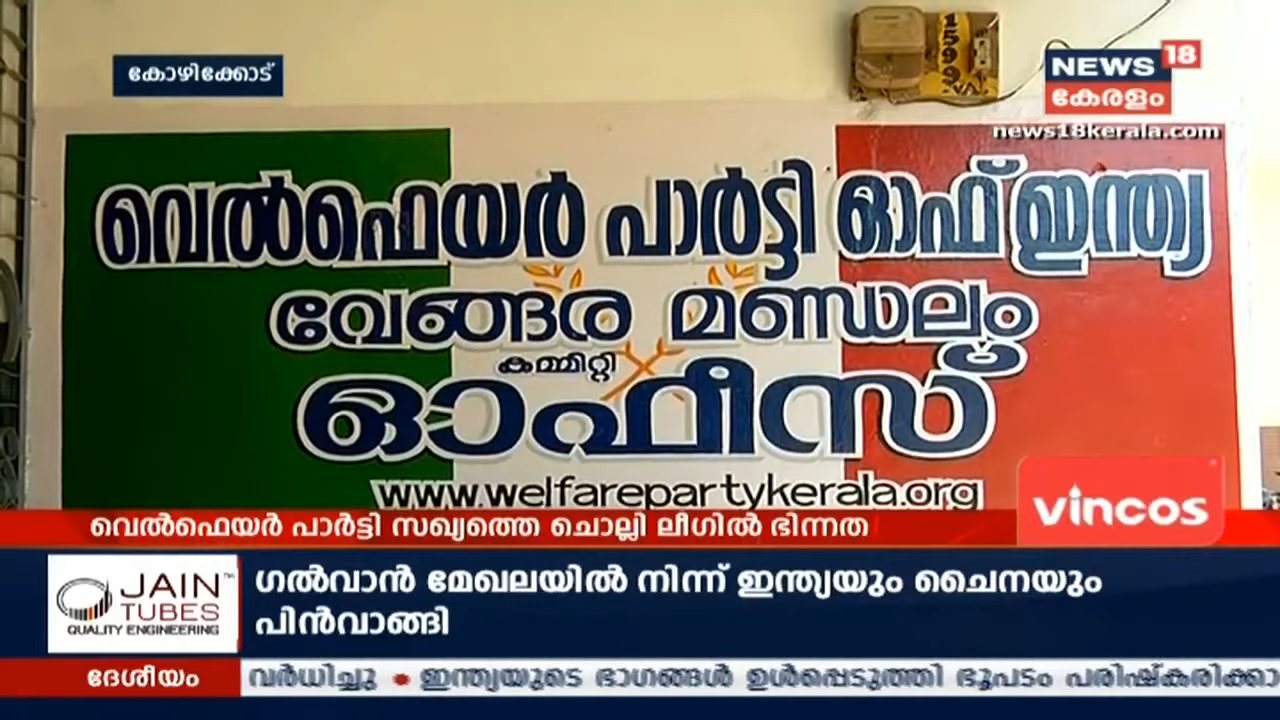 കോഴിക്കോട്
NEWS 18
കേരളം
news18kerala.com
വെൽഫെയർ പാർട്ടി ഓഫ് ഇന്ത്യ
വേങ്ങര മണ്ഡലം
കമ്മിറ്റി
ഓഫീസ്
www.welfarepartykerala.org
vincos
വെൽഫെയർ പാർട്ടി സഖ്യത്തെ ചൊല്ലി ലീഗിൽ ഭിന്നത
JAIN
TUBES
QUALITY ENGINEERING
ഗൽവാൻ മേഖലയിൽ നിന്ന് ഇന്ത്യയും ചൈനയും
പിൻവാങ്ങി
ദേശീയം
വർധിച്ചു • ഇന്ത്യയുടെ ഭാഗങ്ങൾ ഉൾപ്പെടുത്തി ഭൂപടം പരിഷ്കരിക്കാ